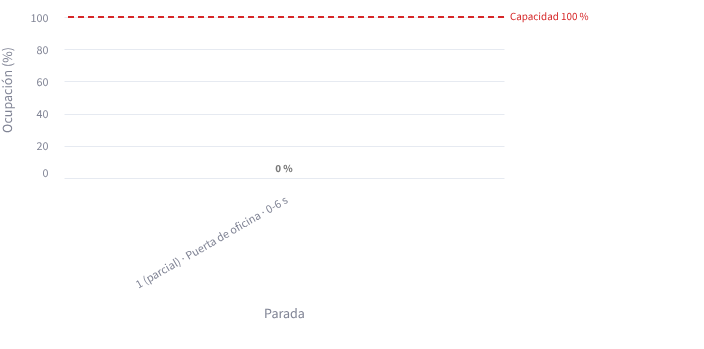 Capacidad 100 %
100
80
60
40
20
0
Ocupación (%)
0 %
1 (parcial) · Puerta de oficina · 0-6 s
Parada